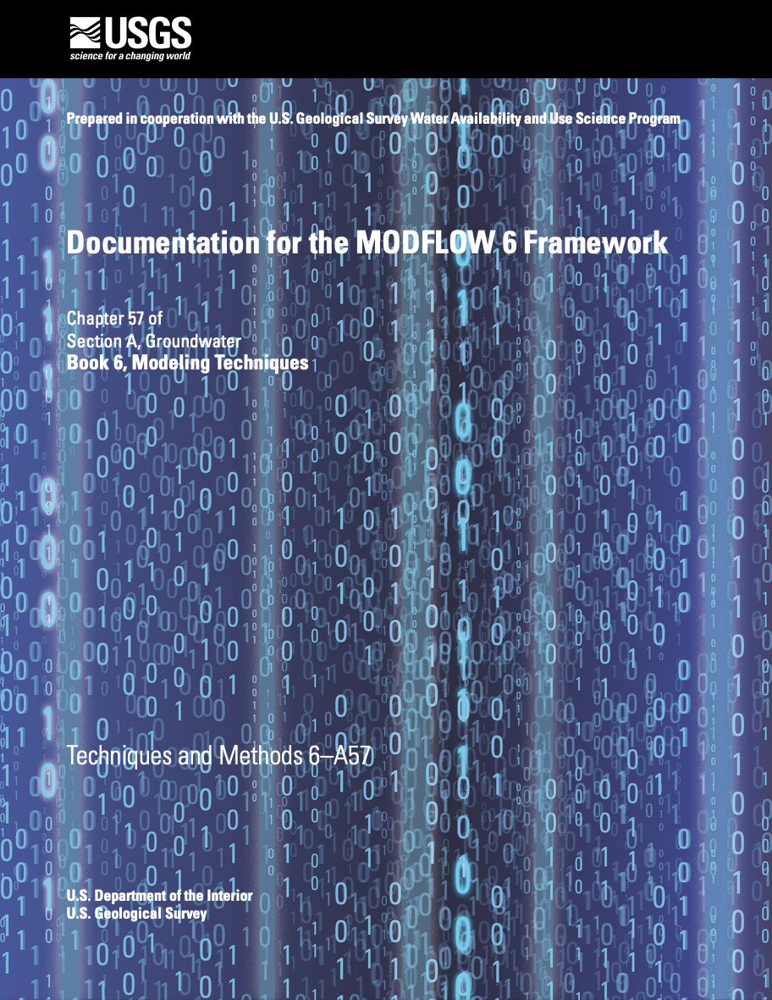 USGS
science for a changing world
Prepared in cooperation with the U.S. Geological Survey Water Availability and Use Science Program
Documentation for the MODFLOW 6 Framework
Chapter 57 of
Section A, Groundwater
Book 6, Modeling Techniques
Techniques and Methods 6–A57
U.S. Department of the Interior
U.S. Geological Survey